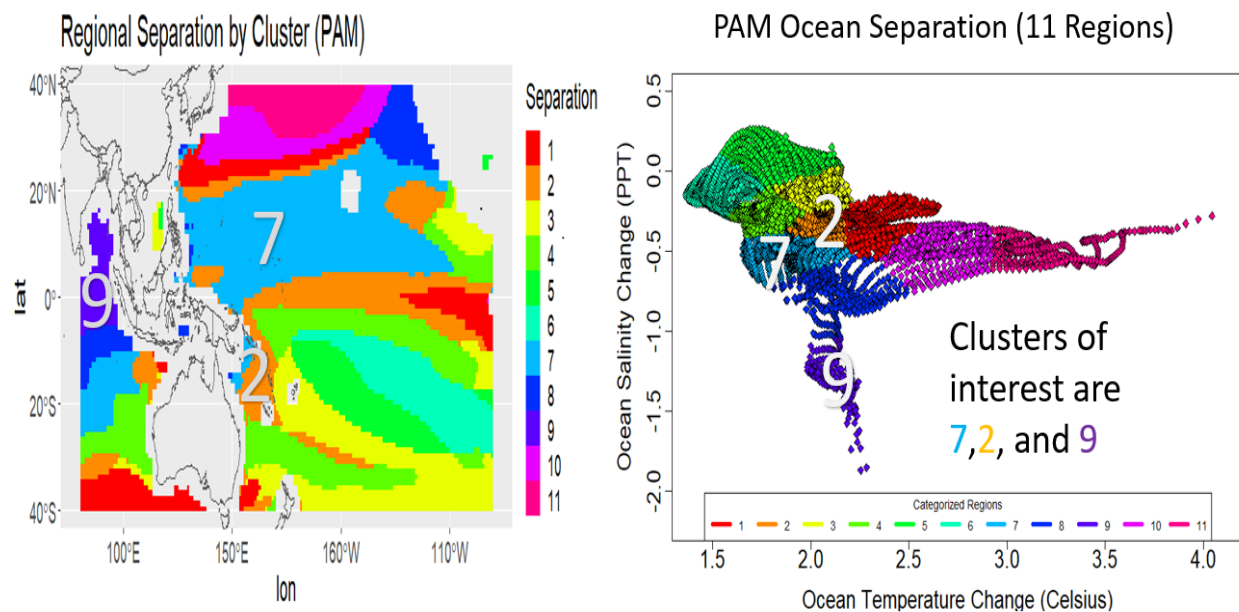 Regional Separation by Cluster (PAM)
40°N
20°N
0°
20°S
40°S
lat
100°E
150°E
160°W
110°W
lon
7
9
2
Separation
1
2
3
4
5
6
7
8
9
10
11
PAM Ocean Separation (11 Regions)
Ocean Salinity Change (PPT)
0.5
0.0
-0.5
-1.0
-1.5
-2.0
2
7
9
Clusters of
interest are
7,2, and 9
Categorized Regions
1 2 3 4 5 6 7 8 9 10 11
1.5 2.0 2.5 3.0 3.5 4.0
Ocean Temperature Change (Celsius)